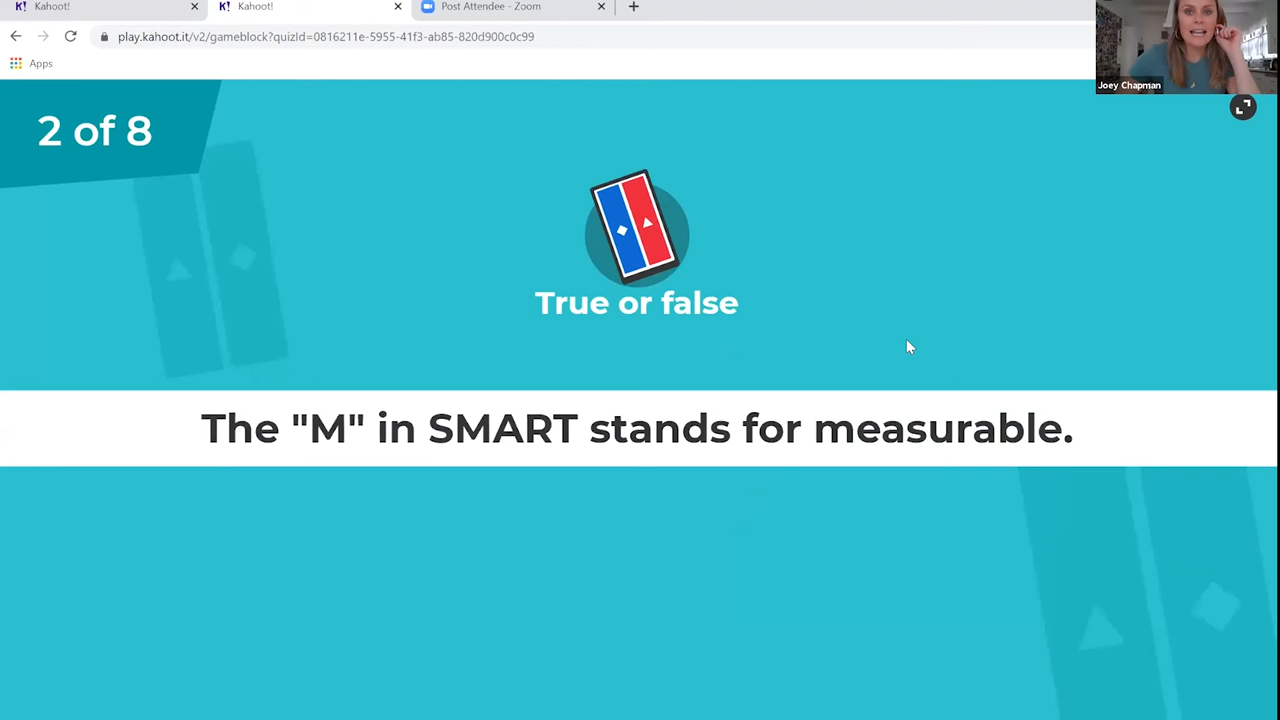 Kahoot!
Kahoot!
Post Attendee - Zoom
play.kahoot.it/v2/gameblock?quizId=0816211e-5955-41f3-ab85-820d900c0c99
Apps
Joey Chapman
2 of 8
True or false
The "M" in SMART stands for measurable.